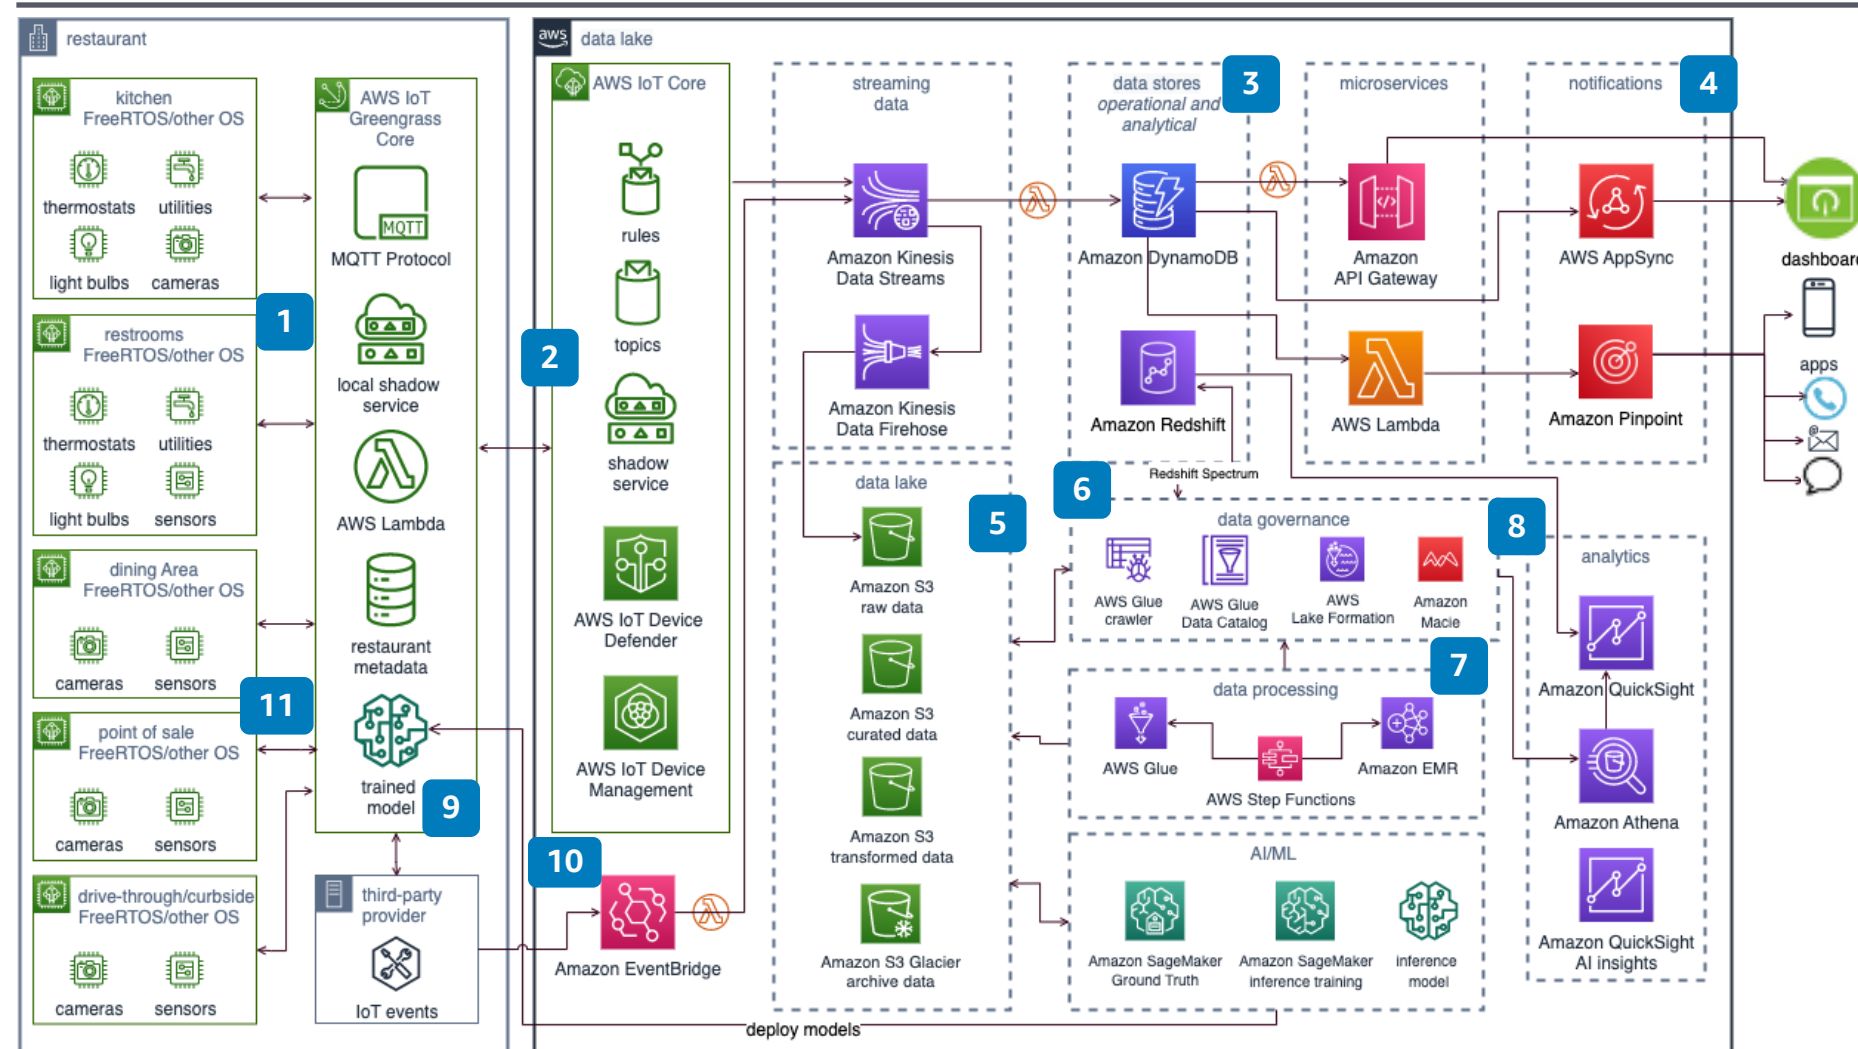 restaurant
kitchen
FreeRTOS/other OS
thermostats
utilities
light bulbs
cameras
1
restrooms
FreeRTOS/other OS
thermostats
utilities
light bulbs
sensors
dining Area
FreeRTOS/other OS
cameras
sensors
11
point of sale
FreeRTOS/other OS
cameras
sensors
drive-through/curbside
FreeRTOS/other OS
cameras
sensors
AWS IoT
Greengrass
Core
MQTT
MQTT Protocol
local shadow
service
AWS Lambda
restaurant
metadata
trained
model
9
third-party
provider
IoT events
aws
data lake
AWS IoT Core
rules
topics
2
shadow
service
AWS IoT Device
Defender
AWS IoT Device
Management
10
Amazon EventBridge
streaming
data
Amazon Kinesis
Data Streams
Amazon Kinesis
Data Firehose
data lake
5
Amazon S3
raw data
Amazon S3
curated data
Amazon S3
transformed data
Amazon S3 Glacier
archive data
deploy models
data stores
operational and
analytical
3
Amazon DynamoDB
Amazon Redshift
Redshift Spectrum
microservices
Amazon
API Gateway
AWS Lambda
notifications
4
AWS AppSync
Amazon Pinpoint
dashboard
apps
6
data governance
8
AWS Glue
crawler
AWS Glue
Data Catalog
AWS
Lake Formation
Amazon
Macie
7
data processing
AWS Glue
AWS Step Functions
Amazon EMR
AI/ML
Amazon SageMaker
Ground Truth
Amazon SageMaker
inference training
inference
model
analytics
Amazon QuickSight
Amazon Athena
Amazon QuickSight
AI insights